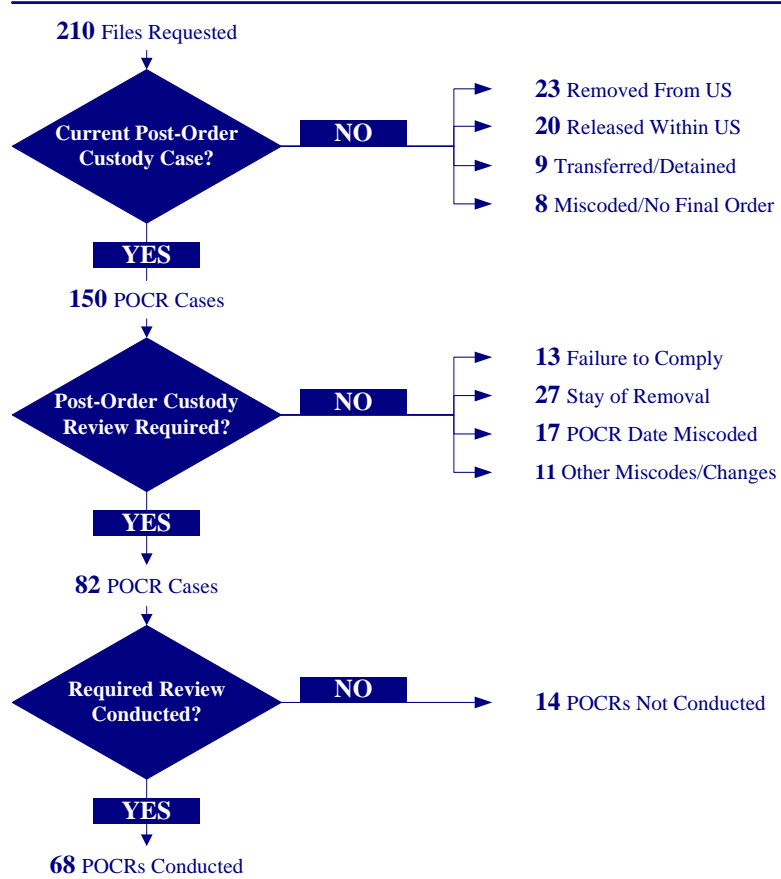 210 Files Requested
Current Post-Order
Custody Case?
NO
23 Removed From US
20 Released Within US
9 Transferred/Detained
8 Miscoded/No Final Order
YES
150 POCR Cases
Post-Order Custody
Review Required?
NO
13 Failure to Comply
27 Stay of Removal
17 POCR Date Miscoded
11 Other Miscodes/Changes
YES
82 POCR Cases
Required Review
Conducted?
NO
14 POCRs Not Conducted
YES
68 POCRs Conducted